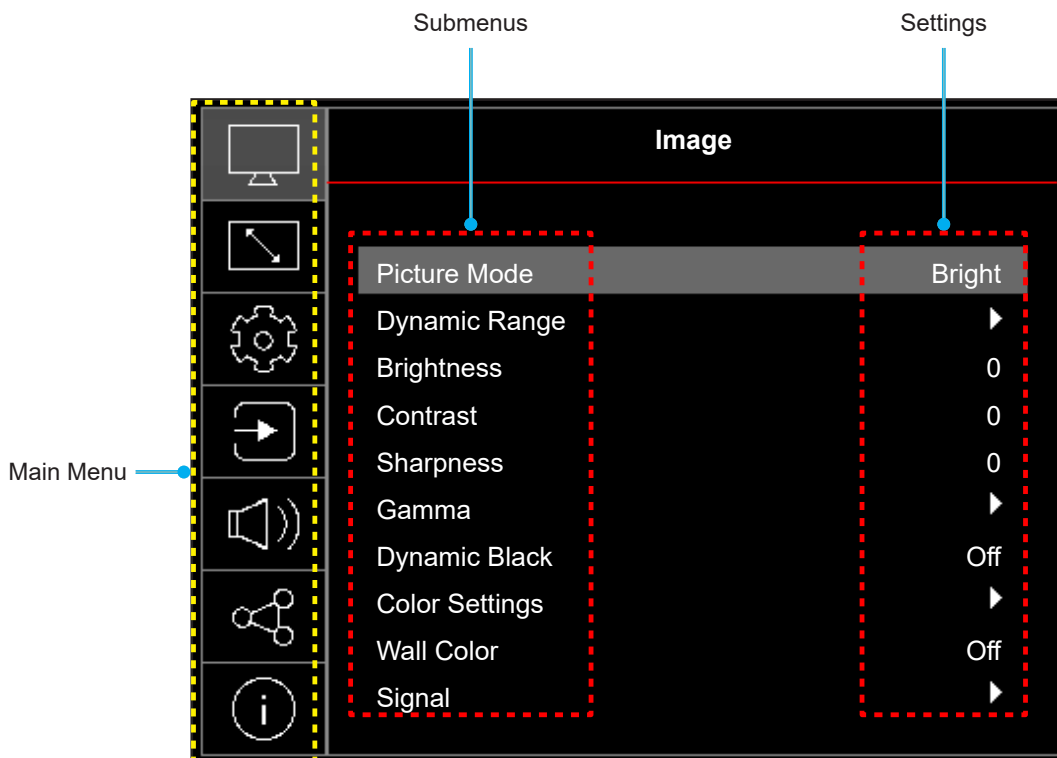 Submenus Settings
Image
Picture Mode Bright
Dynamic Range
Brightness 0
Contrast 0
Sharpness 0
Main Menu
Gamma
Dynamic Black Off
Color Settings
Wall Color Off
Signal
i